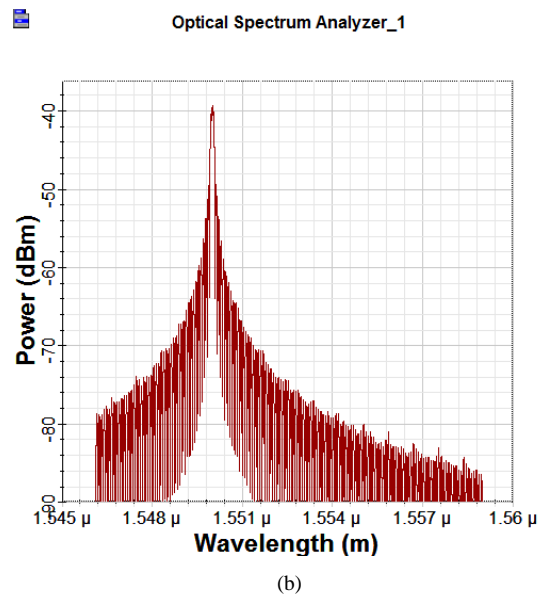 Optical Spectrum Analyzer_1
Power (dBm)
-40
-50
-60
-70
-80
-90
1.545 µ 1.548 µ 1.551 µ 1.554 µ 1.557 µ 1.56 µ
Wavelength (m)
(b)